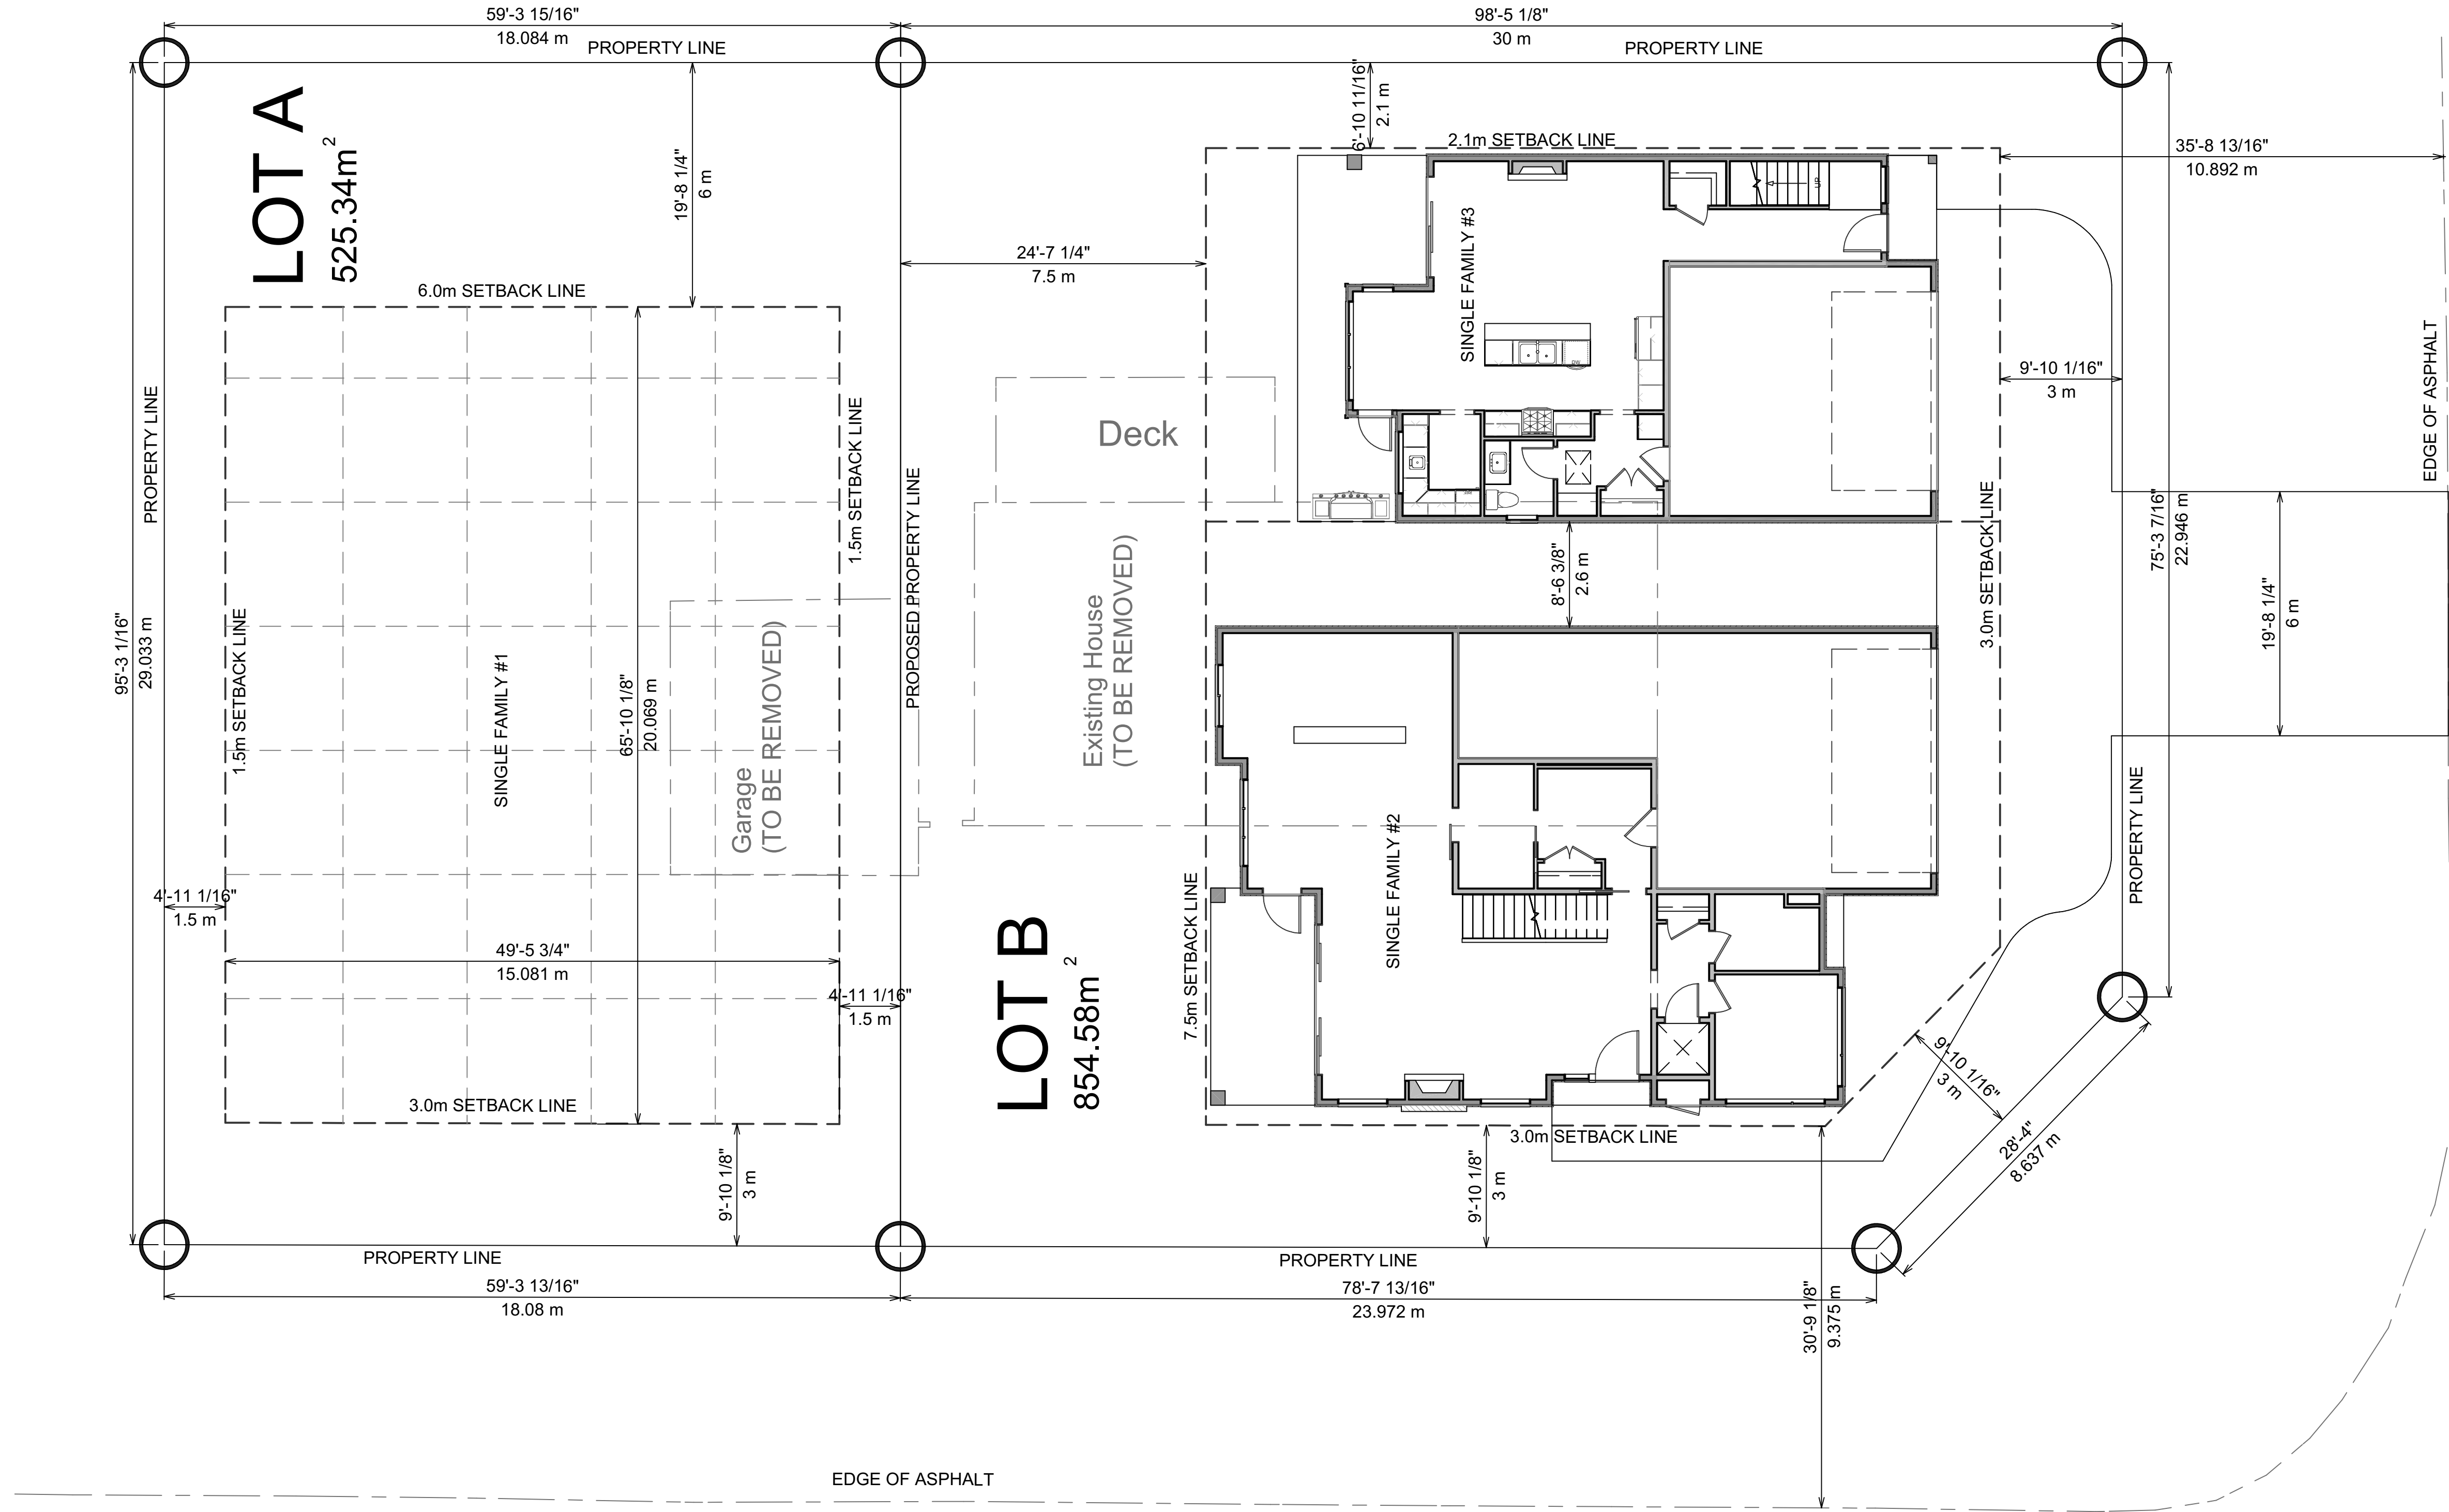 59'-3 15/16"
18.084 m
98'-5 1/8"
30 m
PROPERTY LINE
PROPERTY LINE
LOT A
525.34m²
19'-8 1/4"
6 m
6'-10 11/16"
2.1 m
2.1m SETBACK LINE
35'-8 13/16"
10.892 m
UP
SINGLE FAMILY #3
24'-7 1/4"
7.5 m
6.0m SETBACK LINE
DW
9'-10 1/16"
3 m
EDGE OF ASPHALT
PROPERTY LINE
1.5m SETBACK LINE
Deck
PROPOSED PROPERTY LINE
3.0m SETBACK LINE
75'-3 7/16"
22.946 m
8'-6 3/8"
2.6 m
19'-8 1/4"
6 m
95'-3 1/16"
29.033 m
1.5m SETBACK LINE
SINGLE FAMILY #1
65'-10 1/8"
20.069 m
Garage
(TO BE REMOVED)
Existing House
(TO BE REMOVED)
PROPERTY LINE
SINGLE FAMILY #2
7.5m SETBACK LINE
4'-11 1/16"
1.5 m
49'-5 3/4"
15.081 m
4'-11 1/16"
1.5 m
LOT B
854.58m²
3.0m SETBACK LINE
3.0m SETBACK LINE
9'-10 1/16"
3 m
28'-4"
8.637 m
9'-10 1/8"
3 m
9'-10 1/8"
3 m
PROPERTY LINE
PROPERTY LINE
59'-3 13/16"
18.08 m
78'-7 13/16"
23.972 m
30'-9 1/8"
9.375 m
EDGE OF ASPHALT